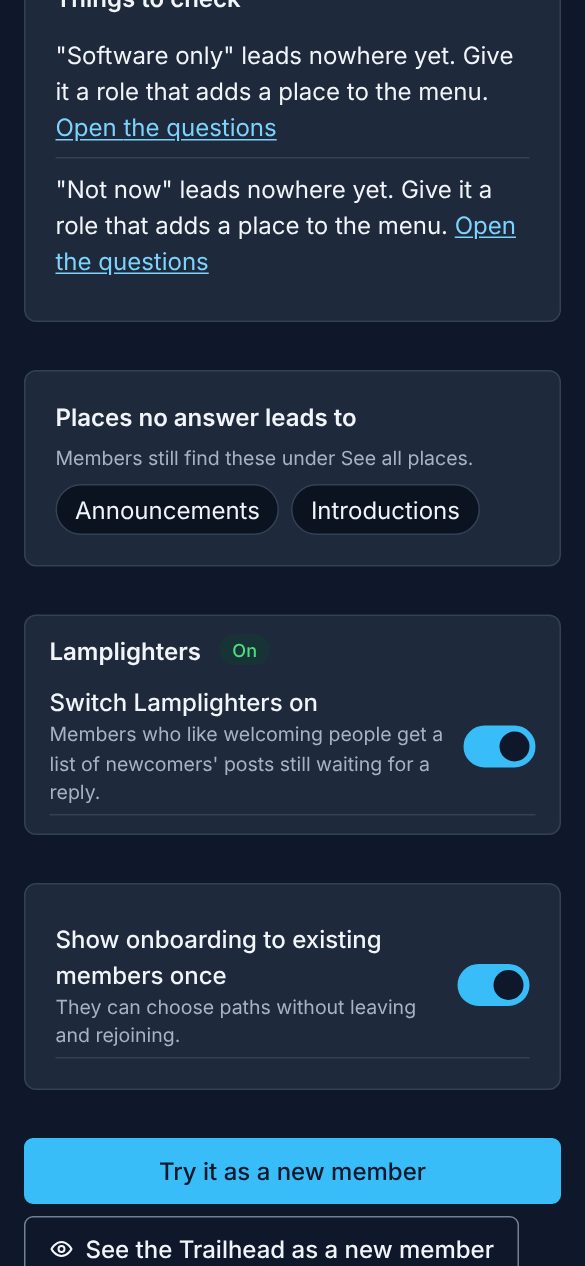 Things to check
"Software only" leads nowhere yet. Give
it a role that adds a place to the menu.
Open the questions
"Not now" leads nowhere yet. Give it a
role that adds a place to the menu. Open
the questions
Places no answer leads to
Members still find these under See all places.
Announcements Introductions
Lamplighters On
Switch Lamplighters on
Members who like welcoming people get a
list of newcomers' posts still waiting for a
reply.
Show onboarding to existing
members once
They can choose paths without leaving
and rejoining.
Try it as a new member
See the Trailhead as a new member